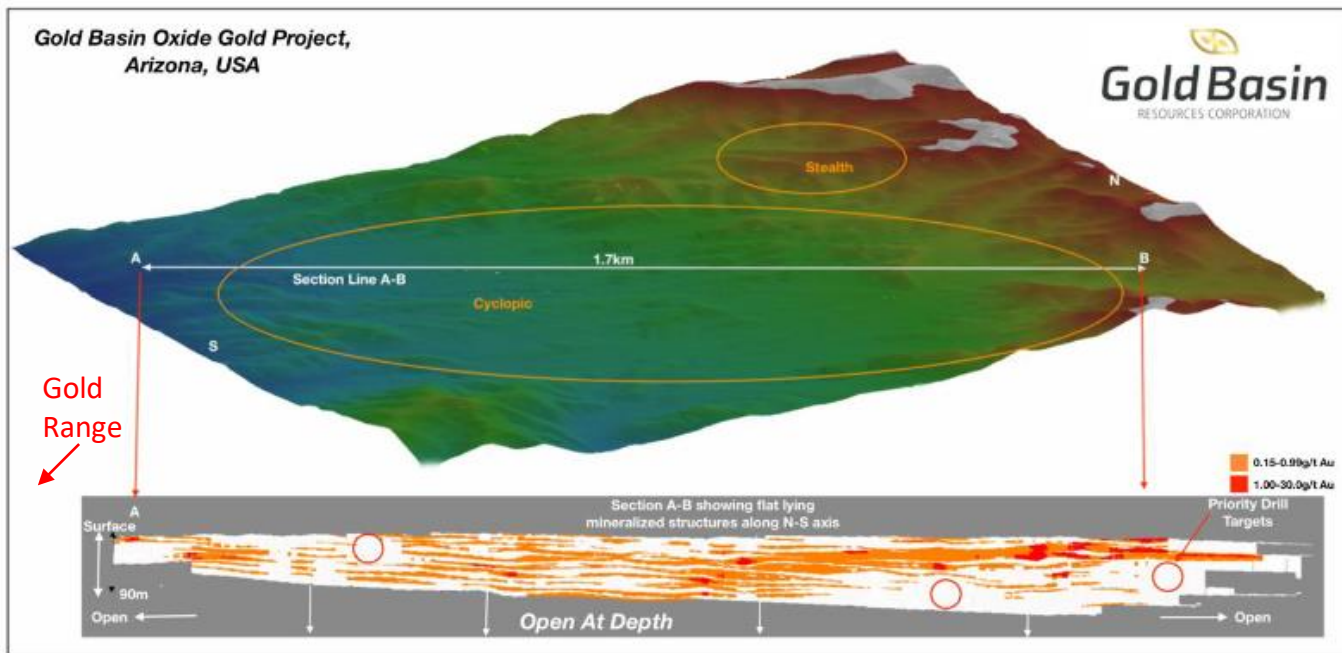 Gold Basin Oxide Gold Project,
Arizona, USA
Gold Basin
RESOURCES CORPORATION
Stealth
N
A
1.7km
B
Section Line A-B
Cyclopic
S
Gold
Range
0.15-0.99g/t Au
1.00-30.0g/t Au
A
Section A-B showing flat lying
mineralized structures along N-S axis
Priority Drill
Targets
Surface
90m
Open
Open At Depth
Open